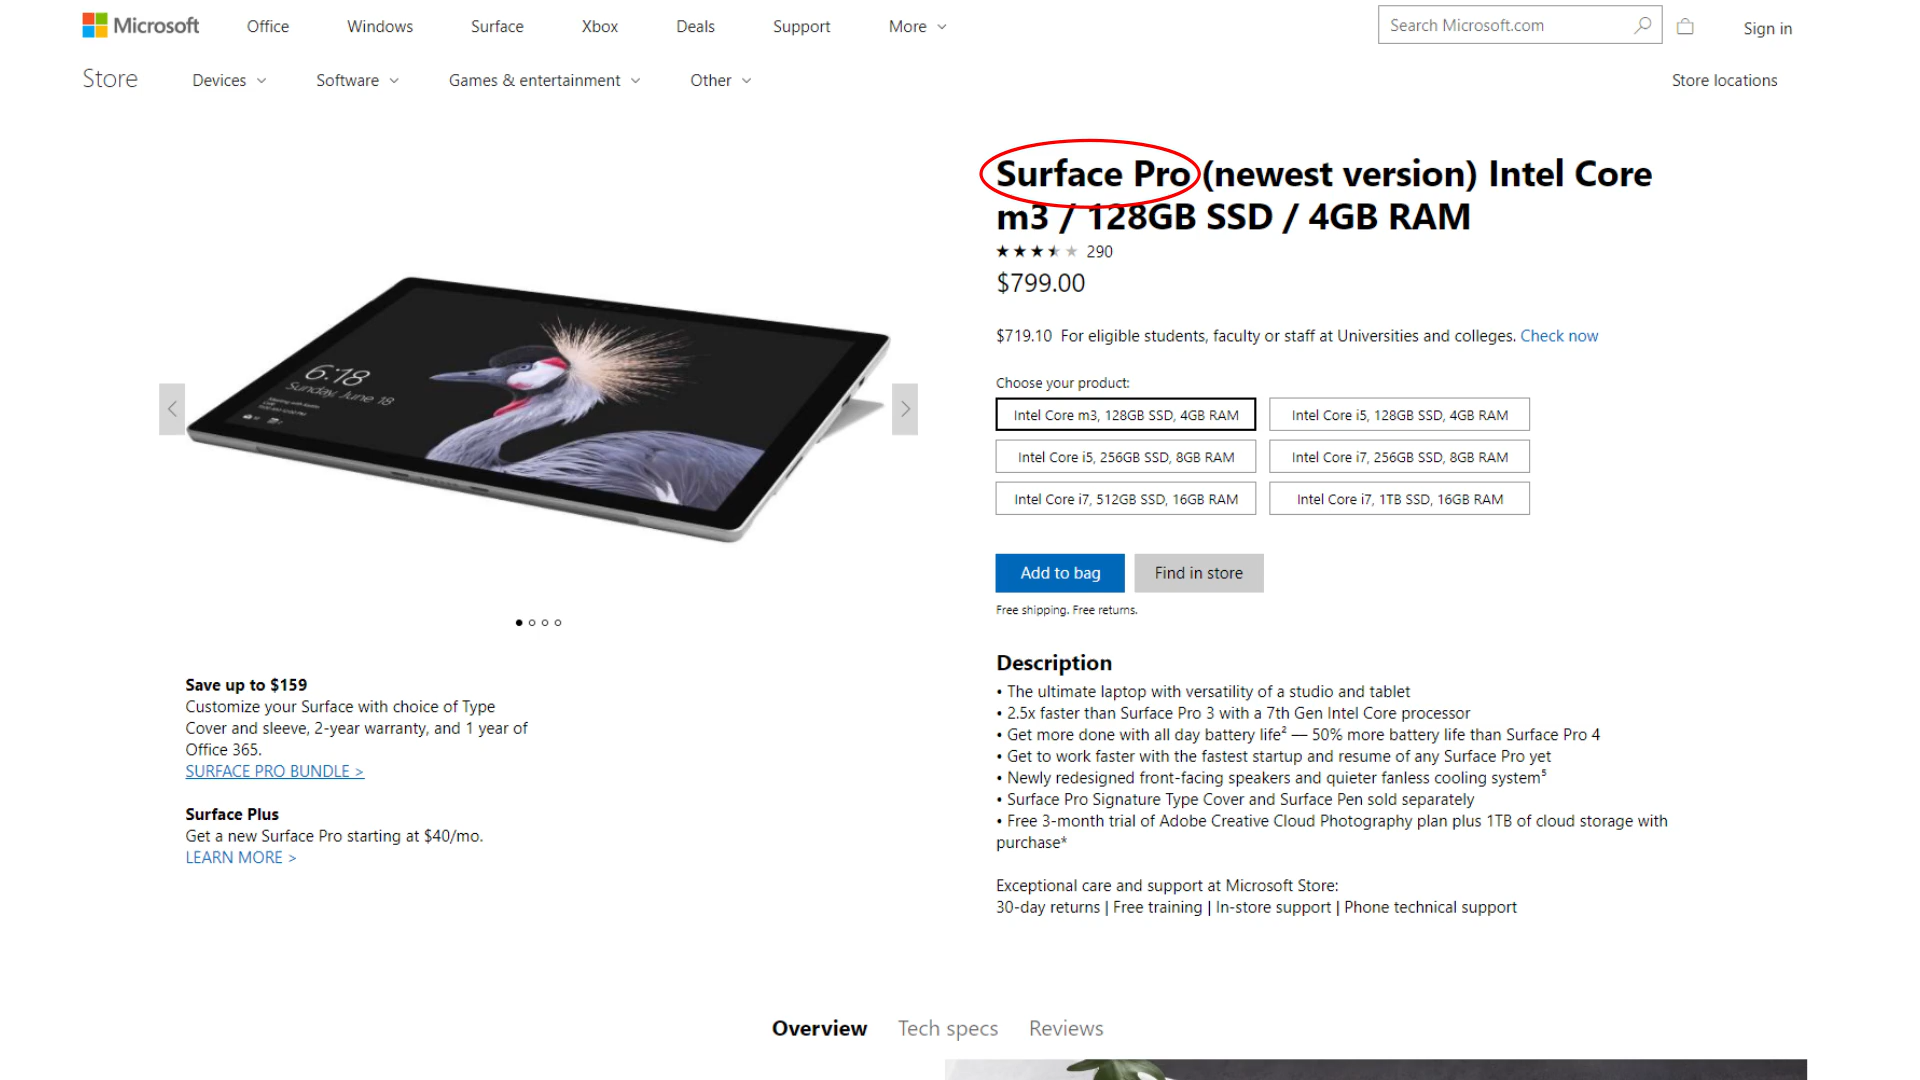 Microsoft Office Windows Surface Xbox Deals Support More Search Microsoft.com Sign in
Store Devices Software Games & entertainment Other Store locations
Surface Pro (newest version) Intel Core
m3 / 128GB SSD / 4GB RAM
290
$799.00
$719.10 For eligible students, faculty or staff at Universities and colleges. Check now
Choose your product:
Intel Core m3, 128GB SSD, 4GB RAM Intel Core i5, 128GB SSD, 4GB RAM
Intel Core i5, 256GB SSD, 8GB RAM Intel Core i7, 256GB SSD, 8GB RAM
Intel Core i7, 512GB SSD, 16GB RAM Intel Core i7, 1TB SSD, 16GB RAM
Add to bag Find in store
Free shipping. Free returns.
6:18
Sunday, June 18
Save up to $159
Customize your Surface with choice of Type
Cover and sleeve, 2-year warranty, and 1 year of
Office 365.
SURFACE PRO BUNDLE >
Surface Plus
Get a new Surface Pro starting at $40/mo.
LEARN MORE >
Description
• The ultimate laptop with versatility of a studio and tablet
• 2.5x faster than Surface Pro 3 with a 7th Gen Intel Core processor
• Get more done with all day battery life² — 50% more battery life than Surface Pro 4
• Get to work faster with the fastest startup and resume of any Surface Pro yet
• Newly redesigned front-facing speakers and quieter fanless cooling system⁵
• Surface Pro Signature Type Cover and Surface Pen sold separately
• Free 3-month trial of Adobe Creative Cloud Photography plan plus 1TB of cloud storage with
purchase*
Exceptional care and support at Microsoft Store:
30-day returns | Free training | In-store support | Phone technical support
Overview Tech specs Reviews